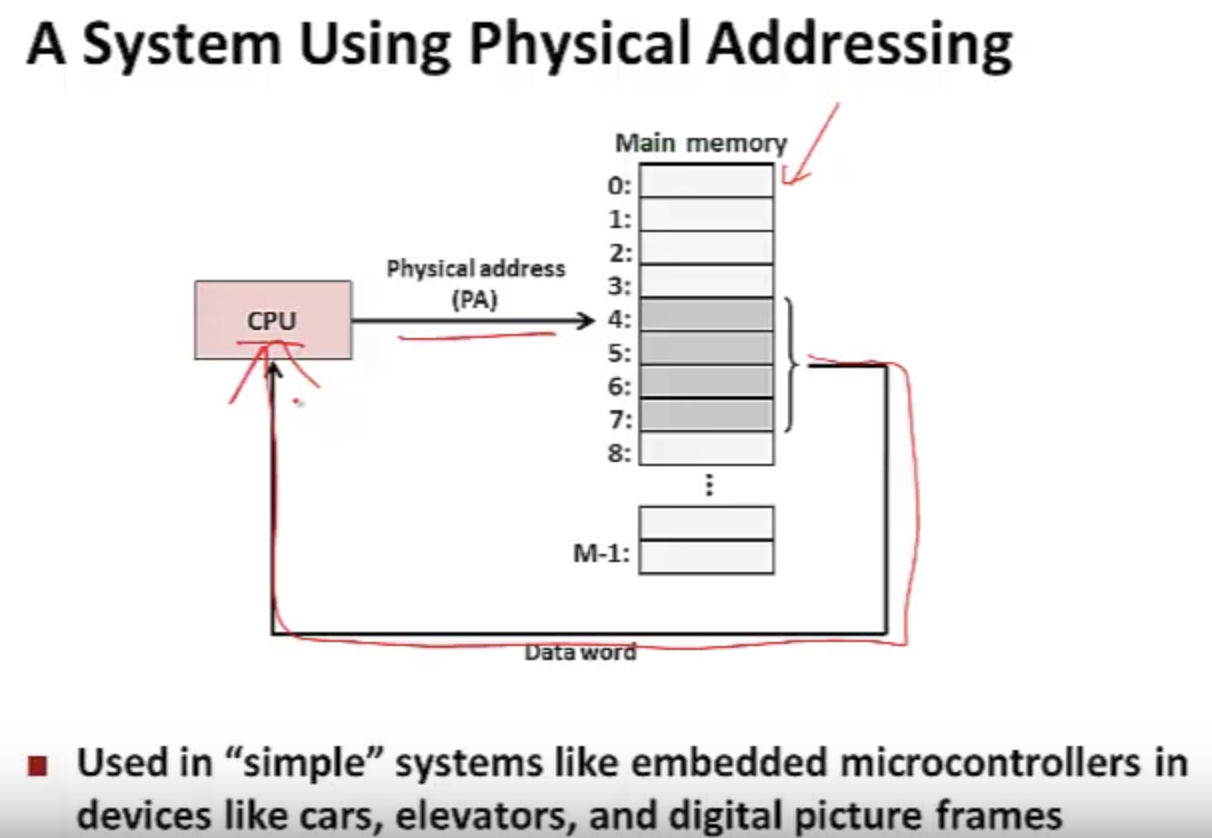 A System Using Physical Addressing
Main memory
0:
1:
2:
3:
Physical address
(PA)
CPU
4:
5:
6:
7:
8:
⋮
M-1:
Data word
■ Used in “simple” systems like embedded microcontrollers in
devices like cars, elevators, and digital picture frames